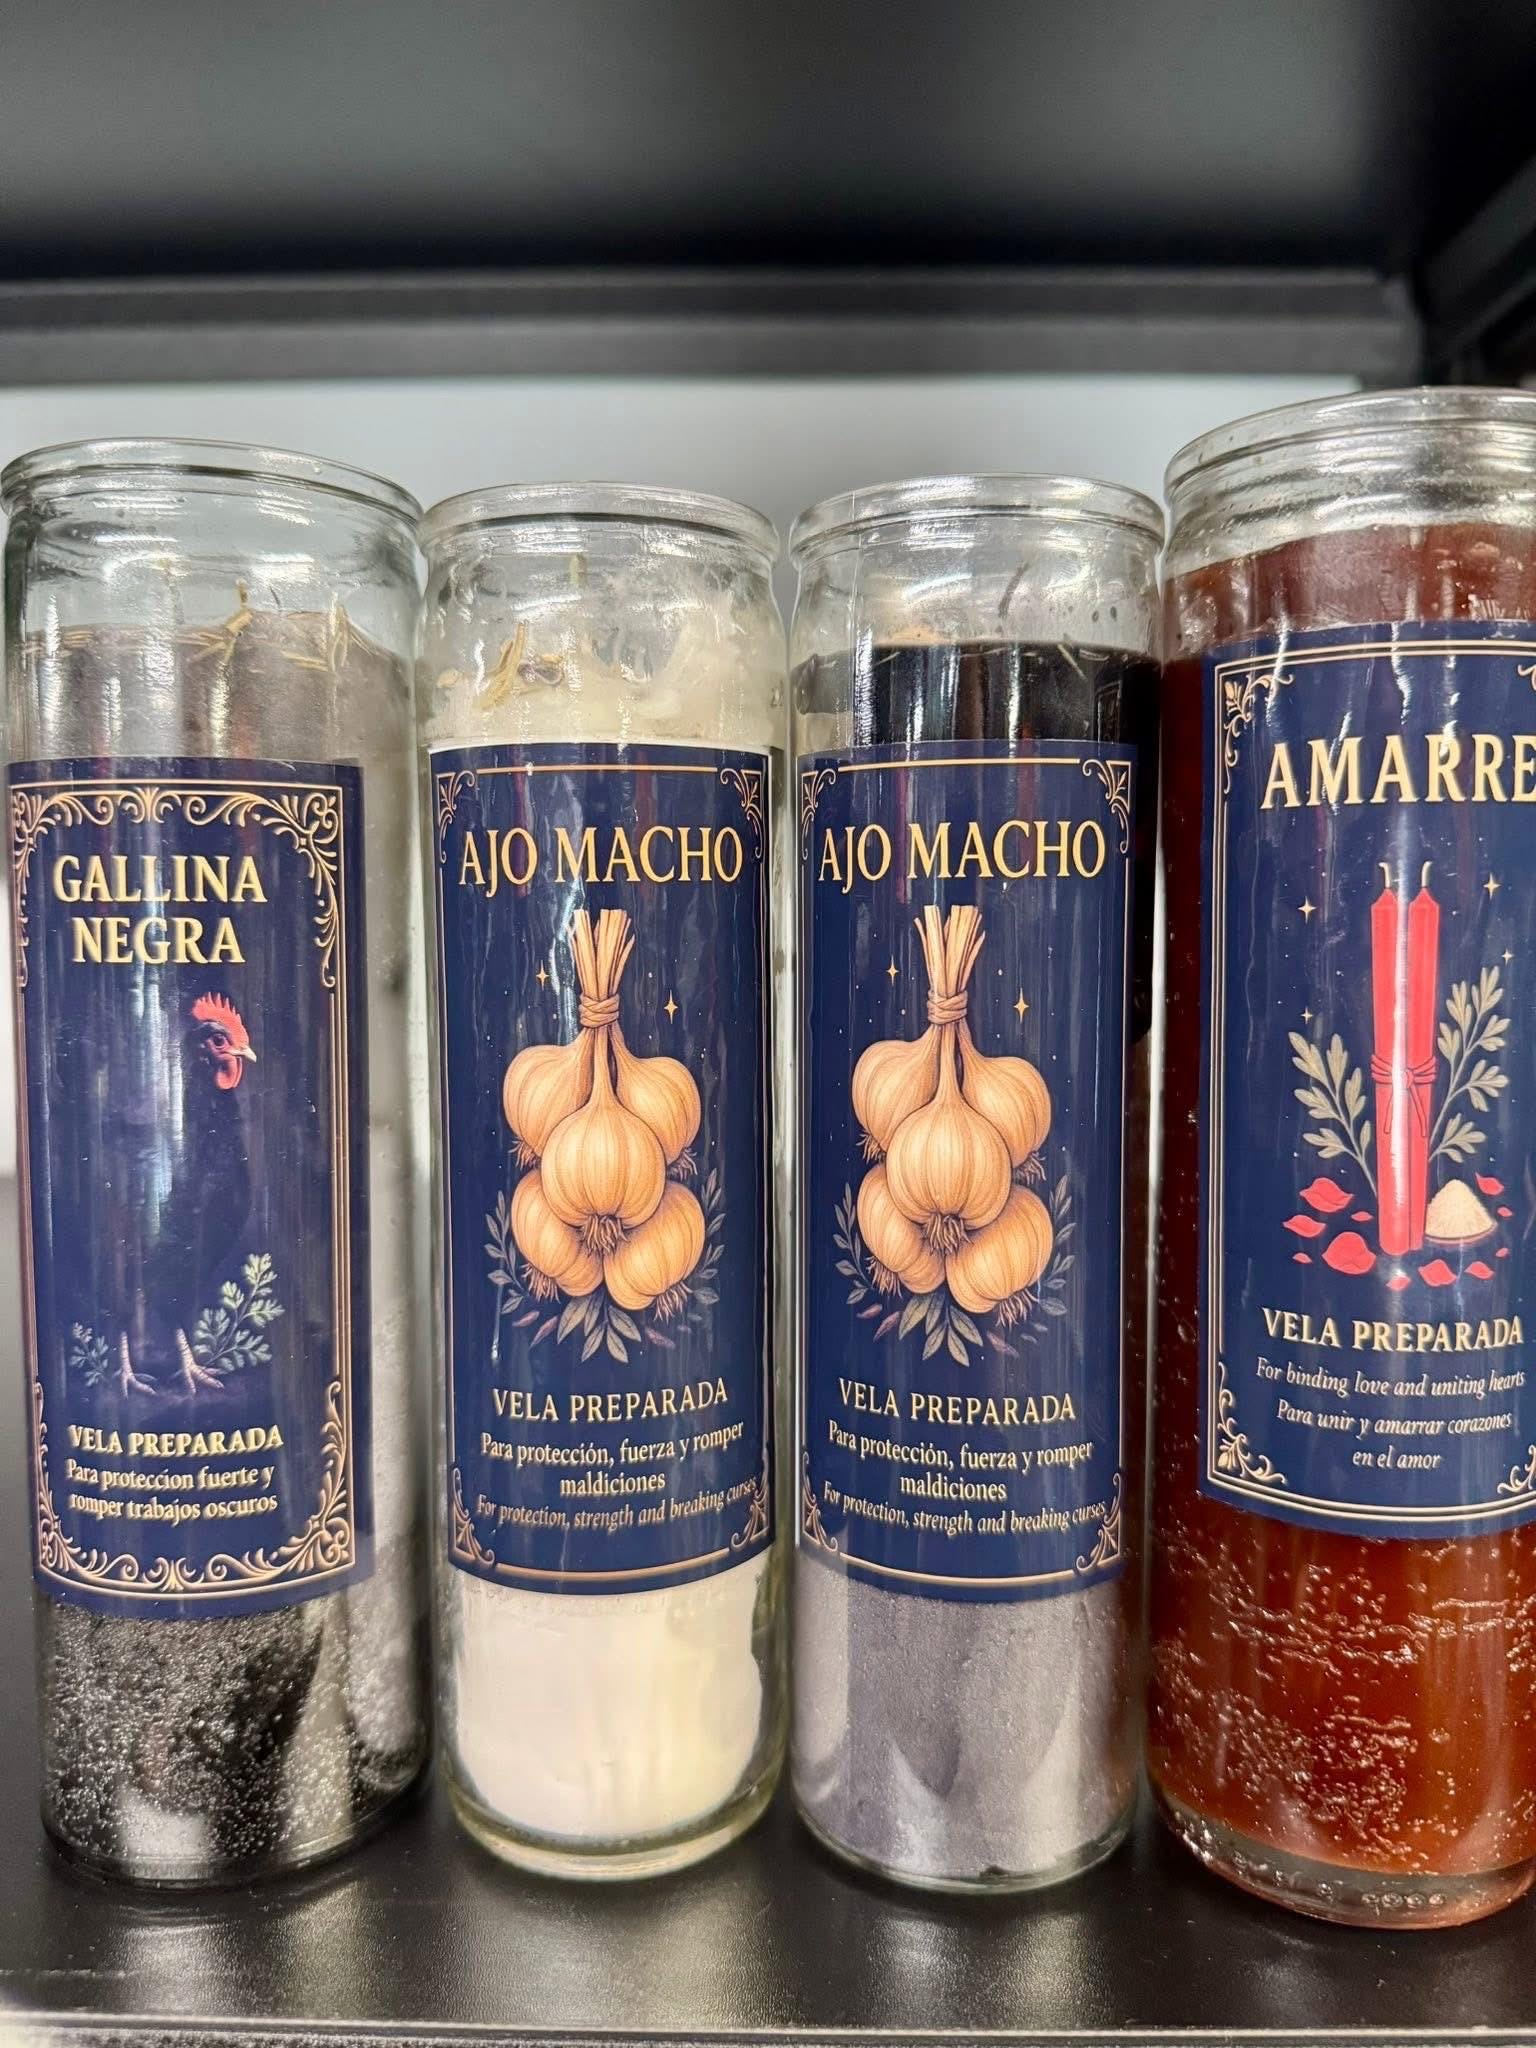 GALLINA
NEGRA
VELA PREPARADA
Para proteccion fuerte y
romper trabajos oscuros
AJO MACHO
VELA PREPARADA
Para protección, fuerza y romper
maldiciones
For protection, strength and breaking curses
AJO MACHO
VELA PREPARADA
Para protección, fuerza y romper
maldiciones
For protection, strength and breaking curses
AMARRE
VELA PREPARADA
For binding love and uniting hearts
Para unir y amarrar corazones
en el amor